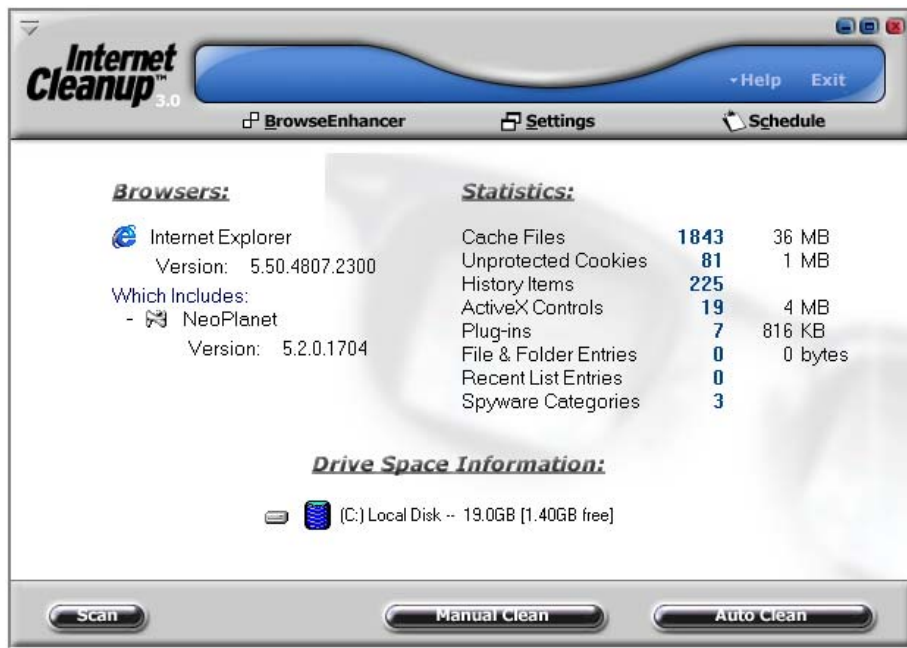 Internet
Cleanup™ 3.0
Help Exit
BrowseEnhancer Settings Schedule
Browsers:
Internet Explorer
Version: 5.50.4807.2300
Which Includes:
- NeoPlanet
Version: 5.2.0.1704
Statistics:
Cache Files 1843 36 MB
Unprotected Cookies 81 1 MB
History Items 225
ActiveX Controls 19 4 MB
Plug-ins 7 816 KB
File & Folder Entries 0 0 bytes
Recent List Entries 0
Spyware Categories 3
Drive Space Information:
(C:) Local Disk -- 19.0GB [1.40GB free]
Scan Manual Clean Auto Clean